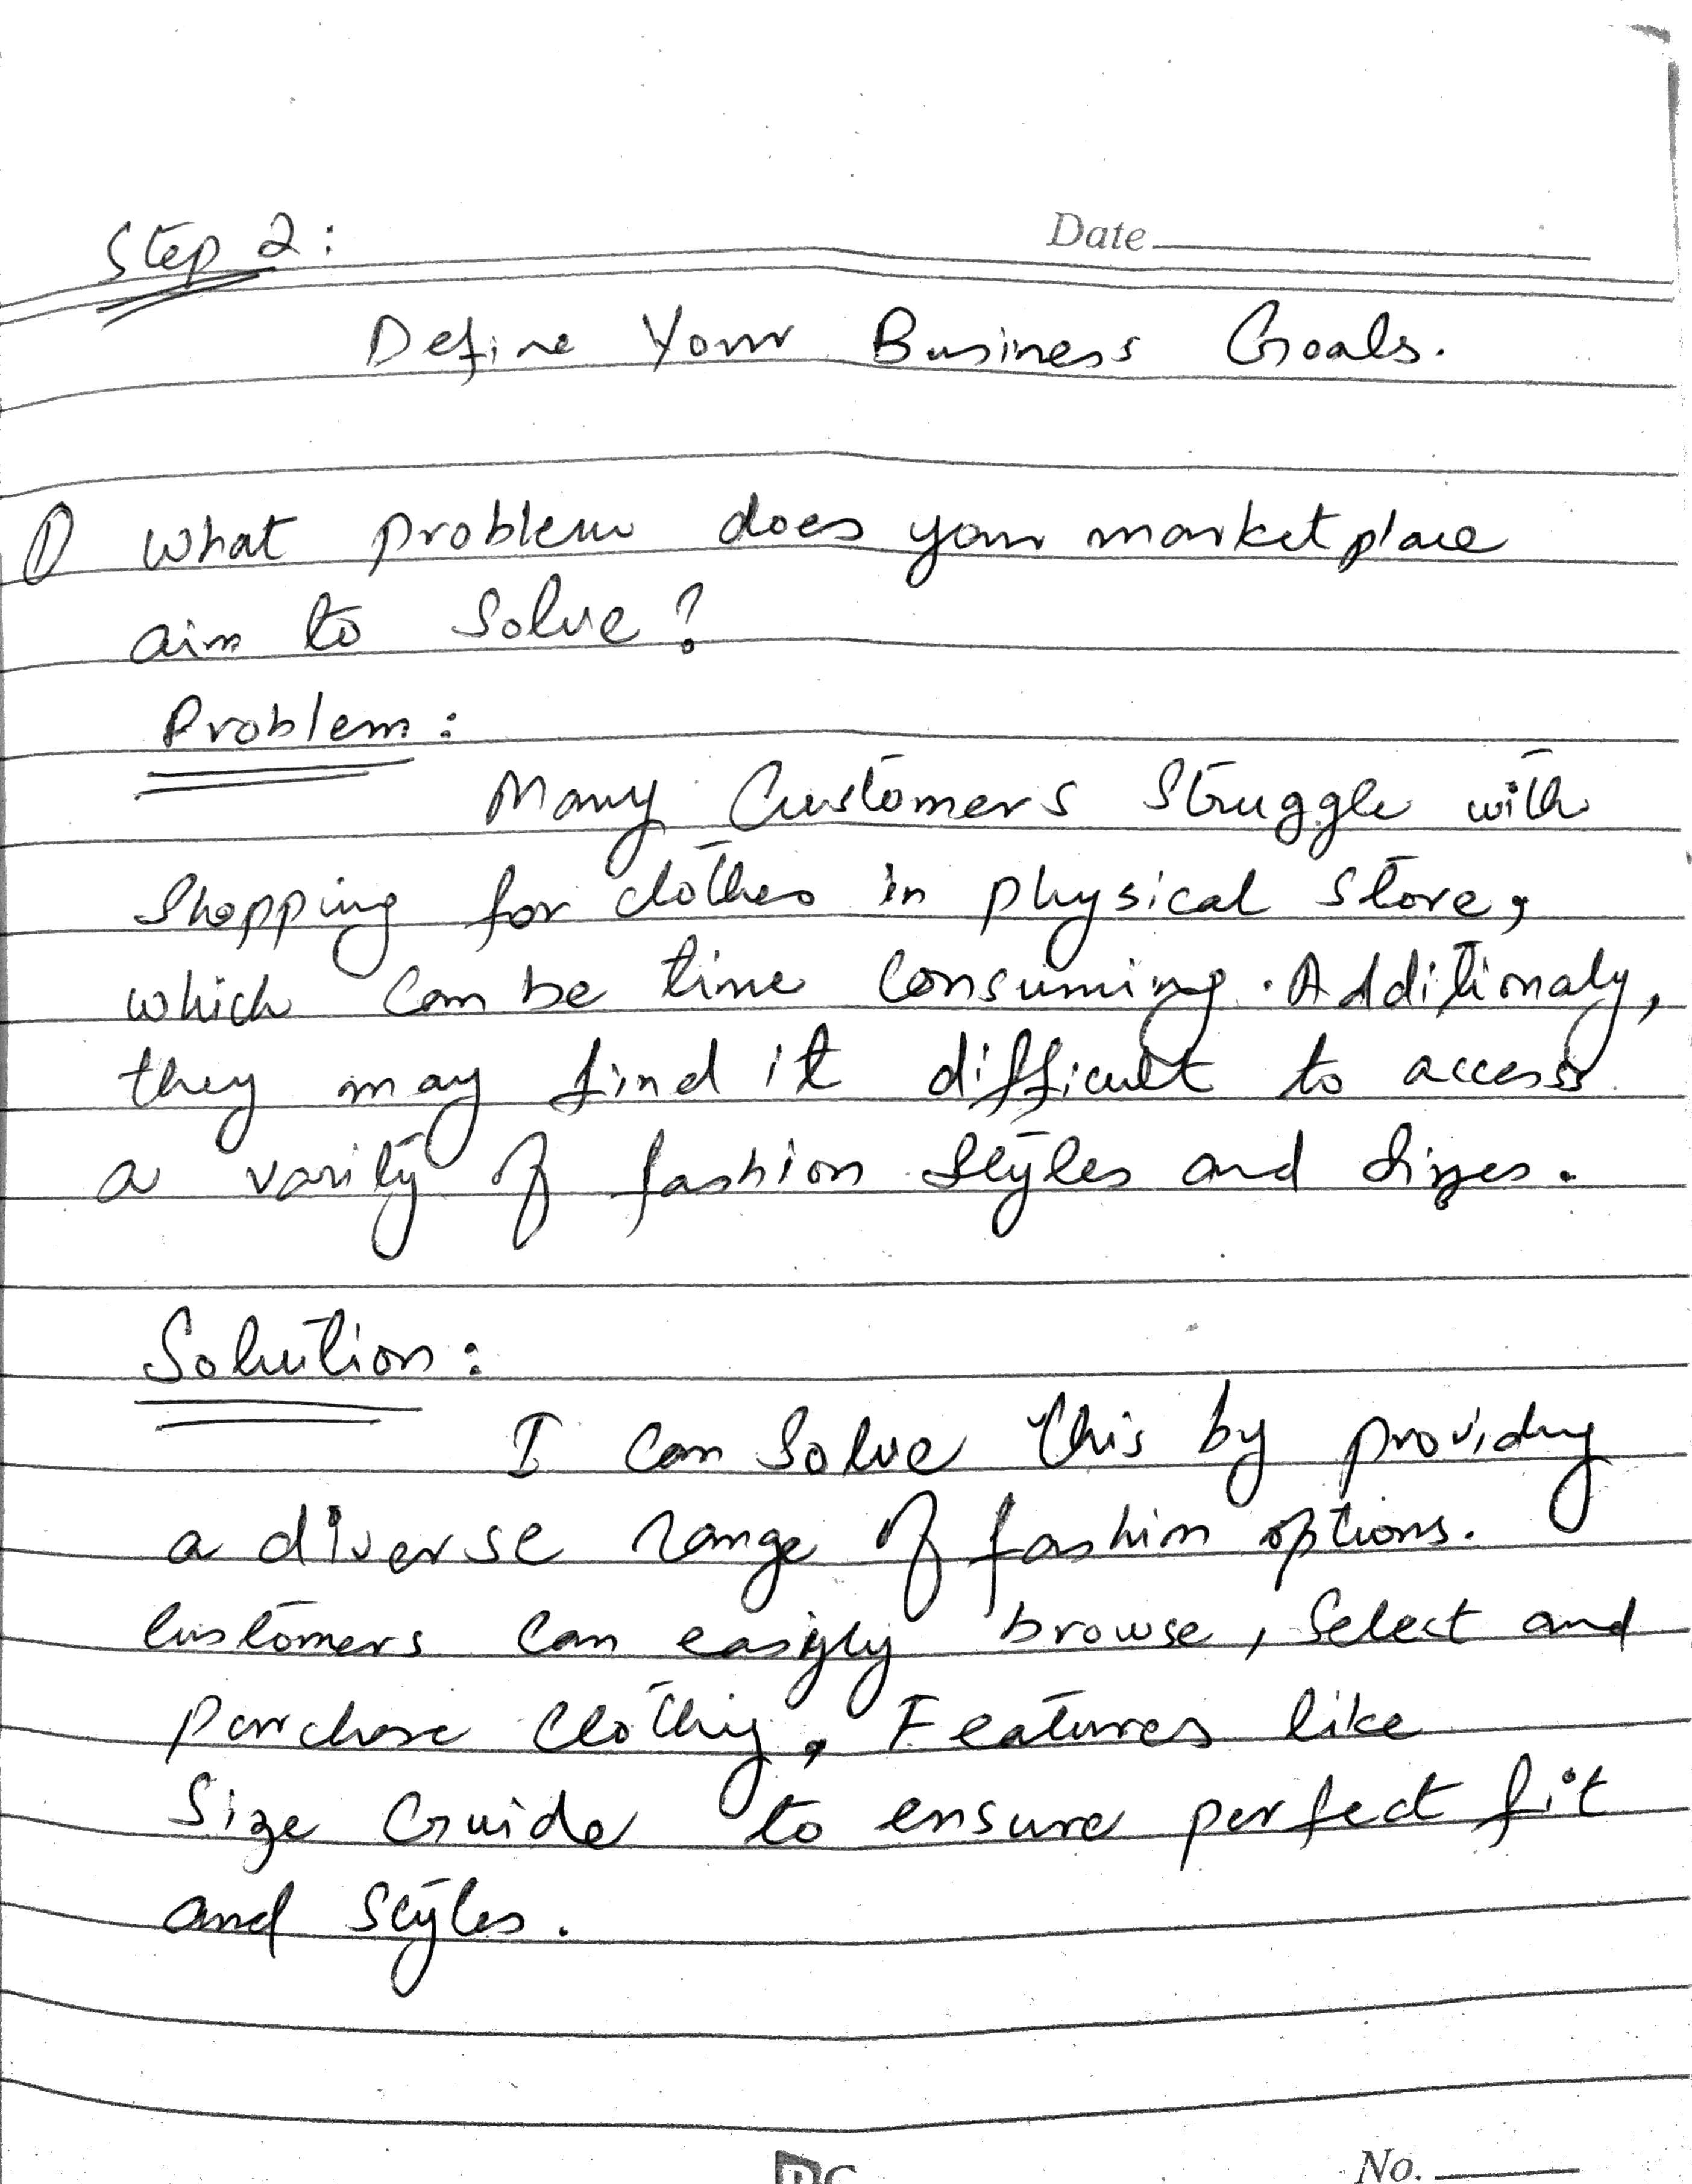 Step 2:
Date
Define Your Business Goals.
① What problem does your marketplace
aim to solve?
Problem:
Many Customers Struggle with
Shopping for clothes in physical store,
which can be time consuming. Additionaly,
they may find it difficult to access
a varity of fashion styles and sizes.
Solution:
I can solve this by providing
a diverse range of fashion options.
Customers can easily browse, Select and
purchase clothing. Features like
Size Guide to ensure perfect fit
and styles.
No.